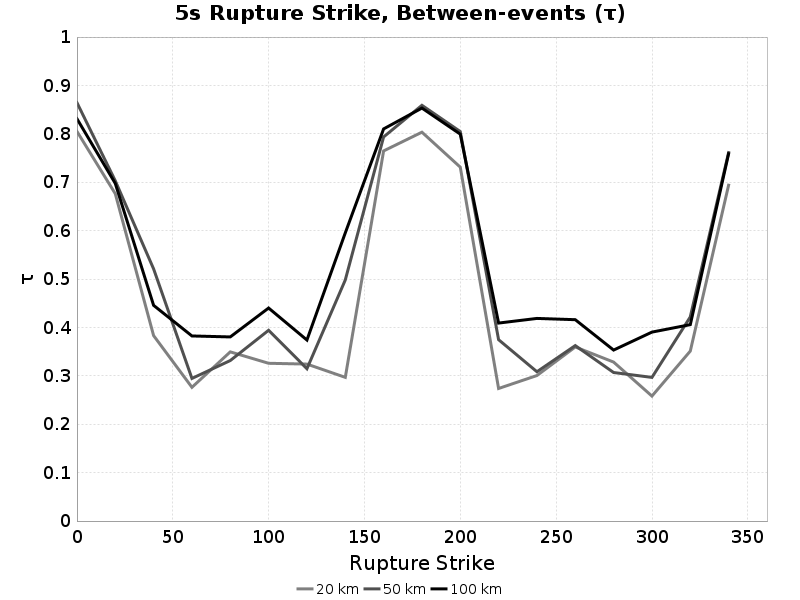 5s Rupture Strike, Between-events (τ)
1
0.9
0.8
0.7
0.6
0.5
0.4
0.3
0.2
0.1
0
τ
0 50 100 150 200 250 300 350
Rupture Strike
20 km 50 km 100 km